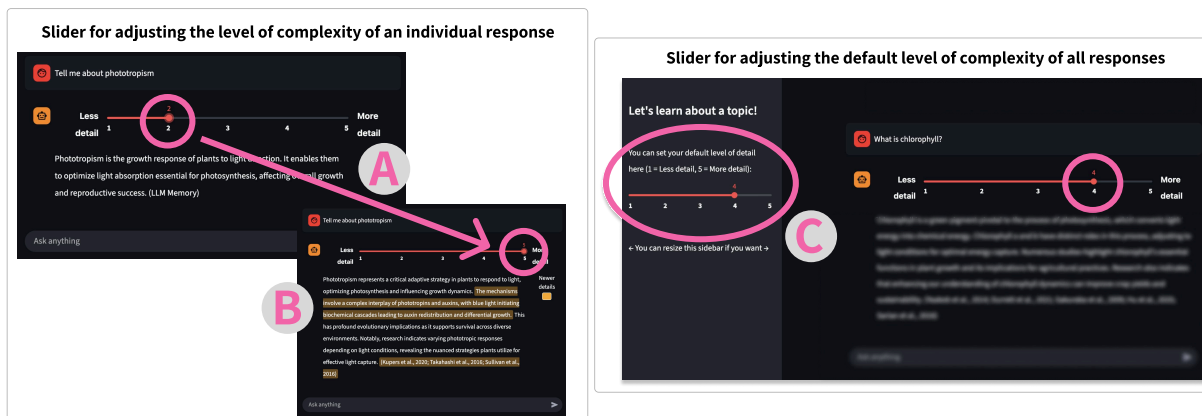 Slider for adjusting the level of complexity of an individual response
Tell me about phototropism
2
Less
detail
1
2
3
4
5
More
detail
Phototropism is the growth response of plants to light direction. It enables them
to optimize light absorption essential for photosynthesis, affecting overall growth
and reproductive success. (LLM Memory)
Ask anything
A
Tell me about phototropism
Less
detail
1
2
3
4
5
More
detail
Newer
details
Phototropism represents a critical adaptive strategy in plants to respond to light,
optimizing photosynthesis and influencing growth dynamics. The mechanisms
involve a complex interplay of phototropins and auxins, with blue light initiating
biochemical cascades leading to auxin redistribution and differential growth. This
has profound evolutionary implications as it supports survival across diverse
environments. Notably, research indicates varying phototropic responses
depending on light conditions, revealing the nuanced strategies plants utilize for
effective light capture. (Kupers et al., 2020; Takahashi et al., 2016; Sullivan et al.,
2016)
Ask anything
B
Slider for adjusting the default level of complexity of all responses
Let's learn about a topic!
You can set your default level of detail
here (1 = Less detail, 5 = More detail):
4
1
2
3
4
5
← You can resize this sidebar if you want →
C
What is chlorophyll?
4
Less
detail
1
2
3
4
5
More
detail
Ask anything